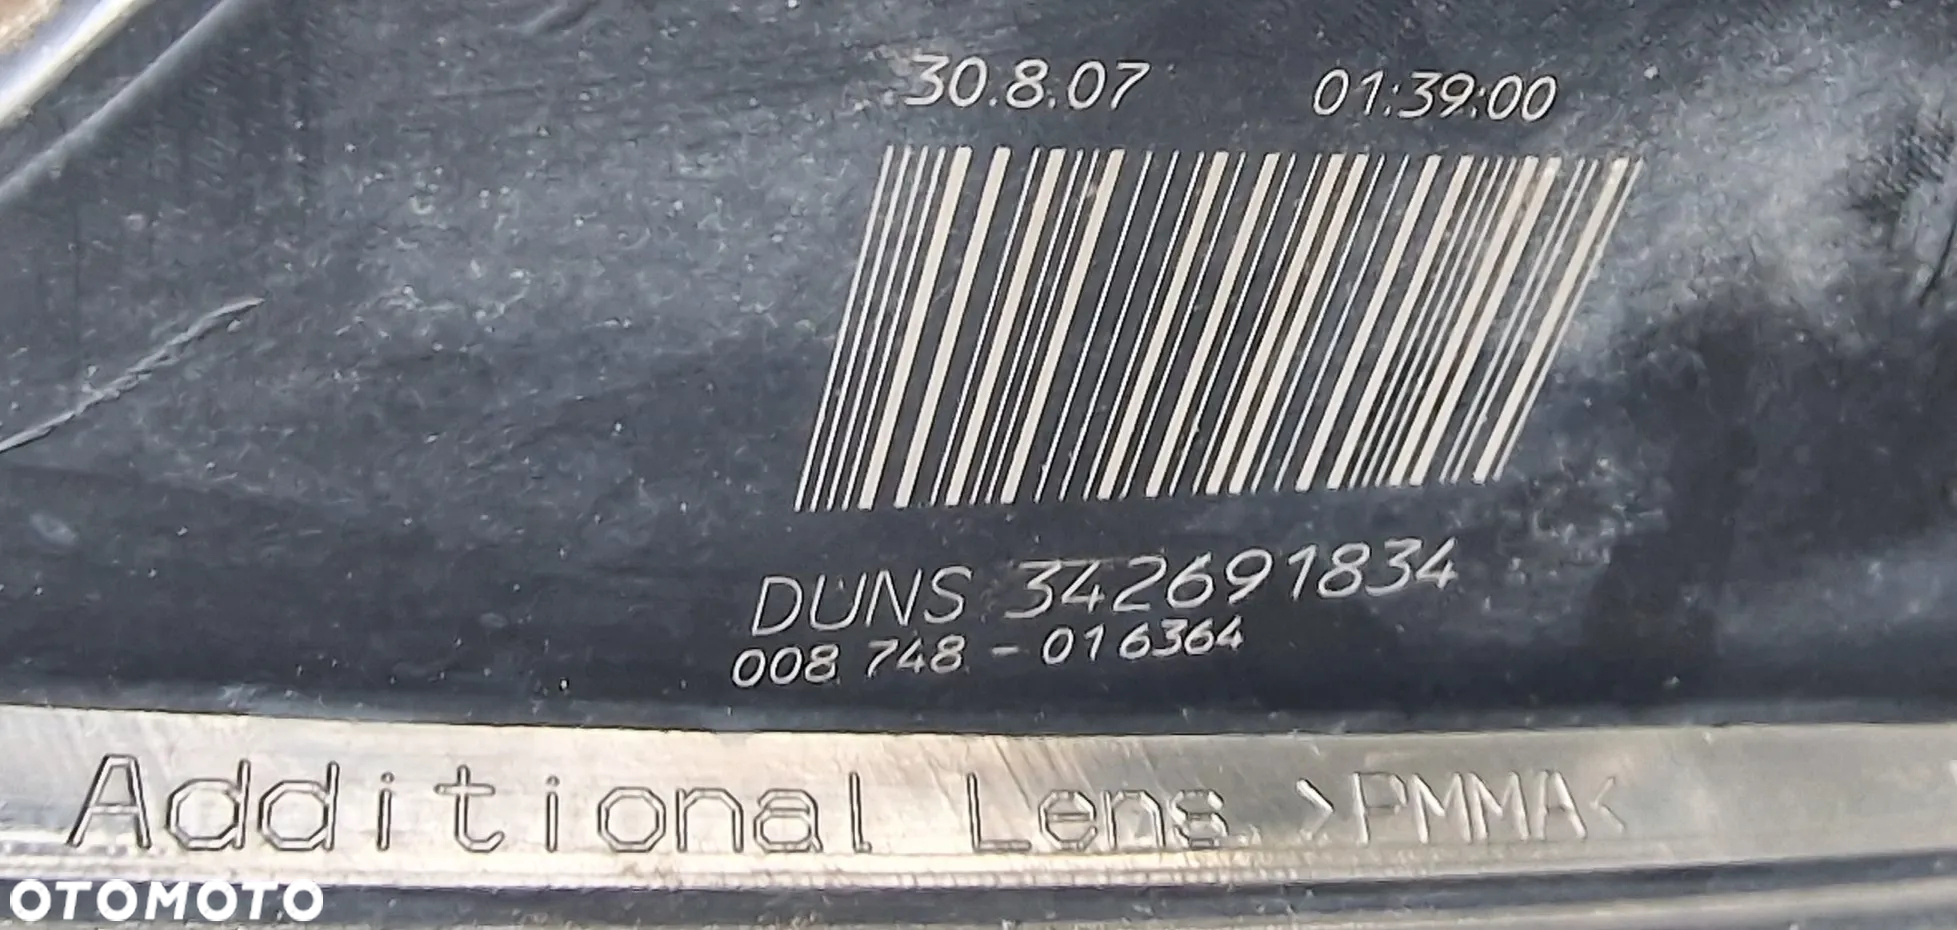 30.8.07 01:39:00
DUNS 342691834
008 748 - 016364
Additional Lens >PMMA<
OTOMOTO